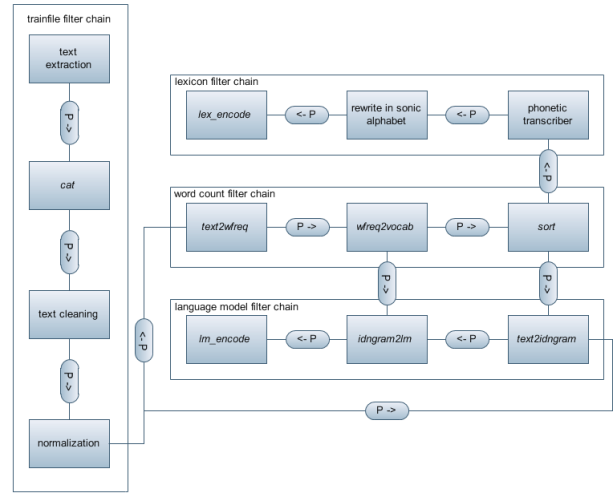 trainfile filter chain
text
extraction
P ->
cat
P ->
text cleaning
P ->
normalization
lexicon filter chain
lex_encode
<- P
rewrite in sonic
alphabet
<- P
phonetic
transcriber
<- P
word count filter chain
text2wfreq
P ->
wfreq2vocab
P ->
sort
<- P
P ->
P ->
language model filter chain
lm_encode
<- P
idngram2lm
<- P
text2idngram
P ->